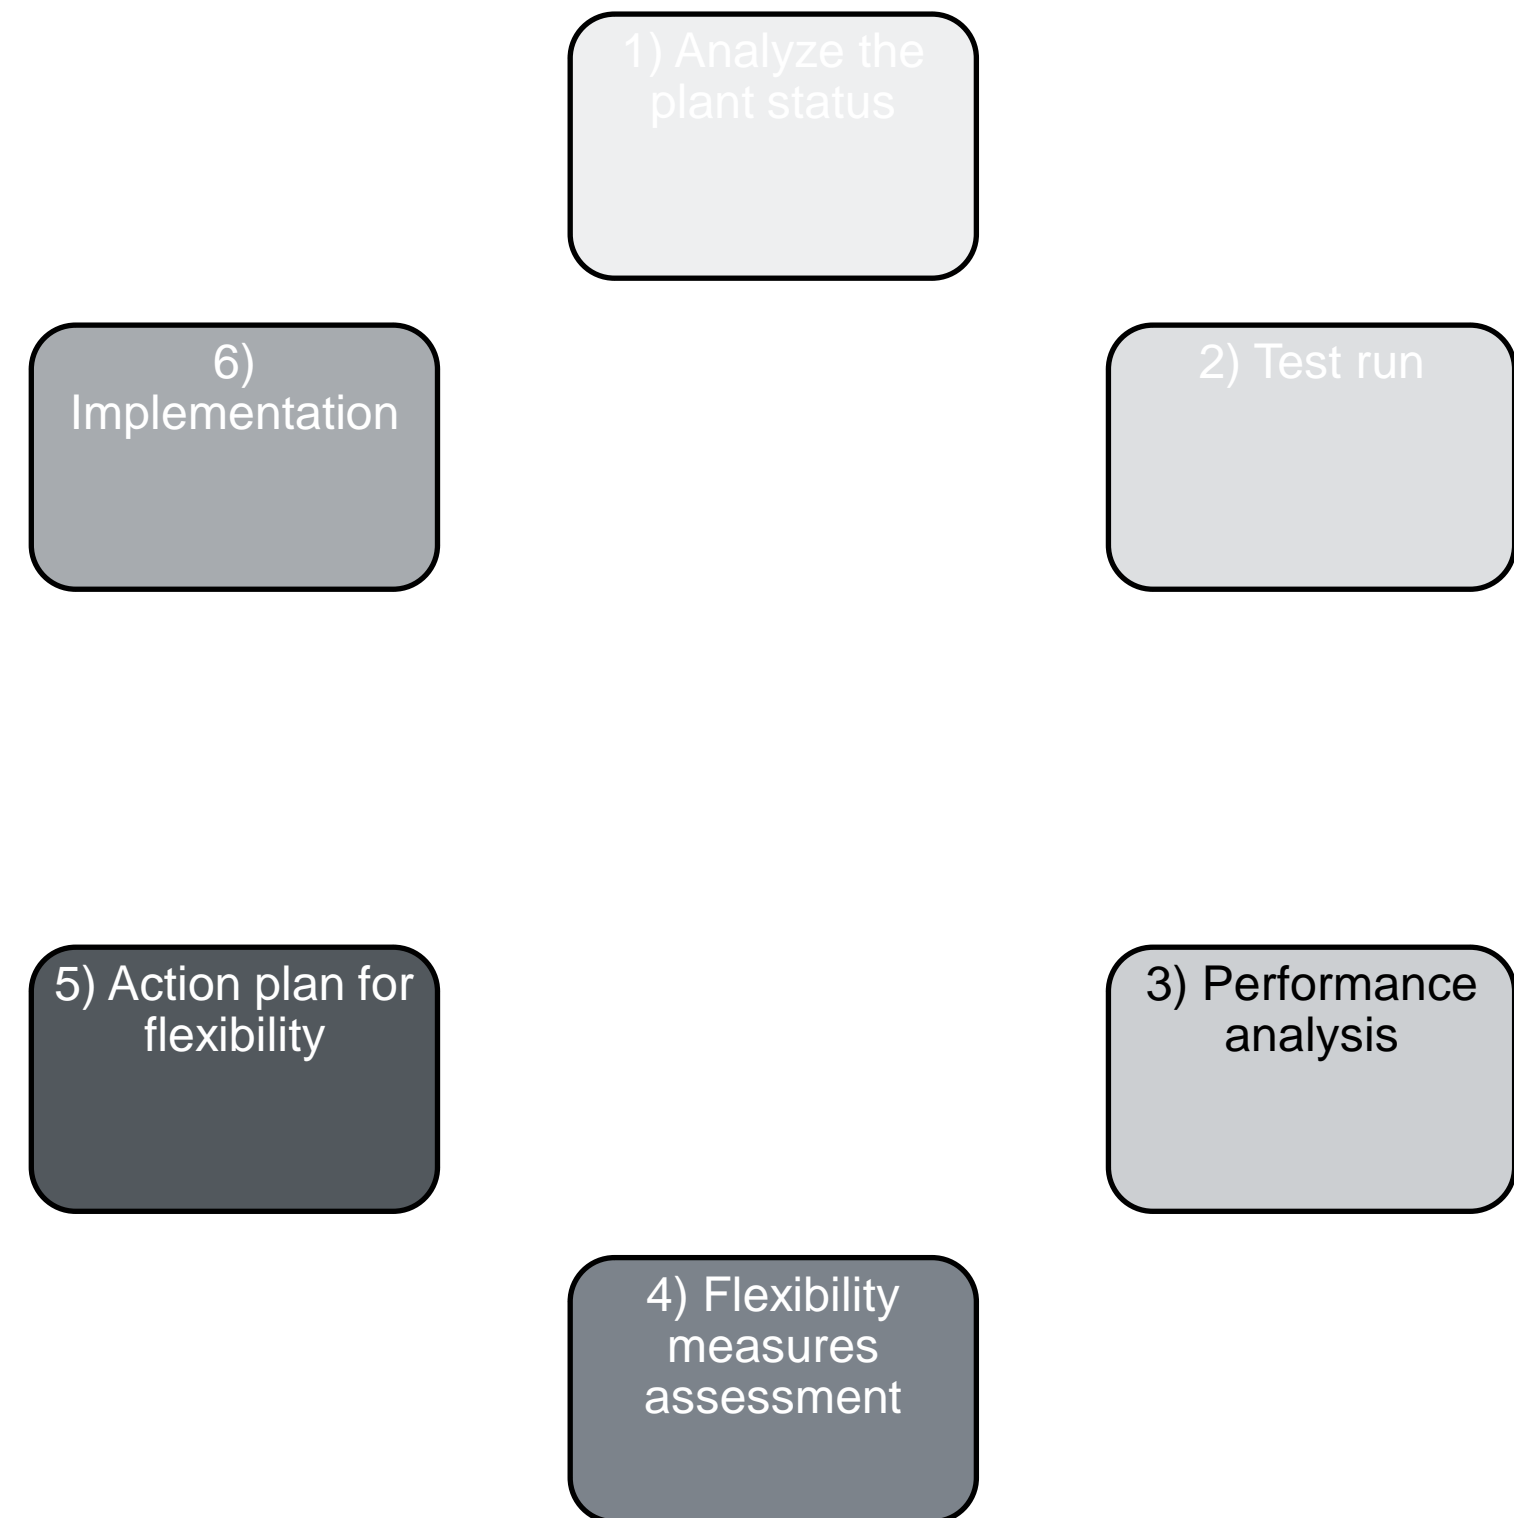 1) Analyze the
plant status
2) Test run
3) Performance
analysis
4) Flexibility
measures
assessment
5) Action plan for
flexibility
6)
Implementation